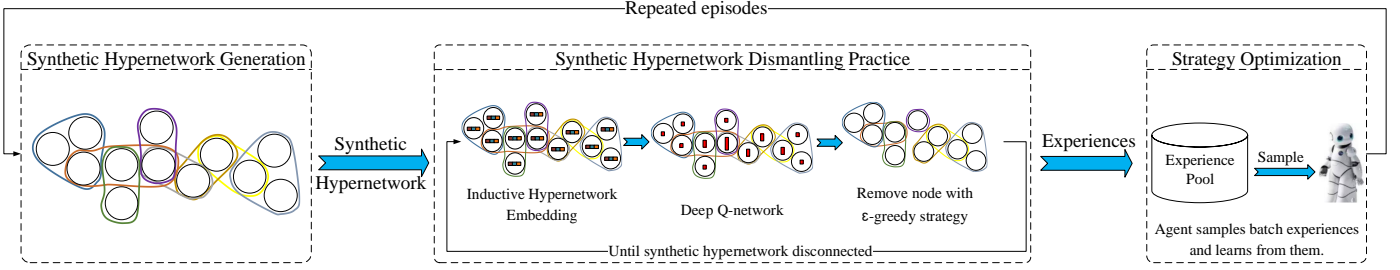 Repeated episodes
Synthetic Hypernetwork Generation
Synthetic
Hypernetwork
Synthetic Hypernetwork Dismantling Practice
Inductive Hypernetwork
Embedding
Deep Q-network
Remove node with
ε-greedy strategy
Until synthetic hypernetwork disconnected
Experiences
Strategy Optimization
Experience
Pool
Sample
Agent samples batch experiences
and learns from them.